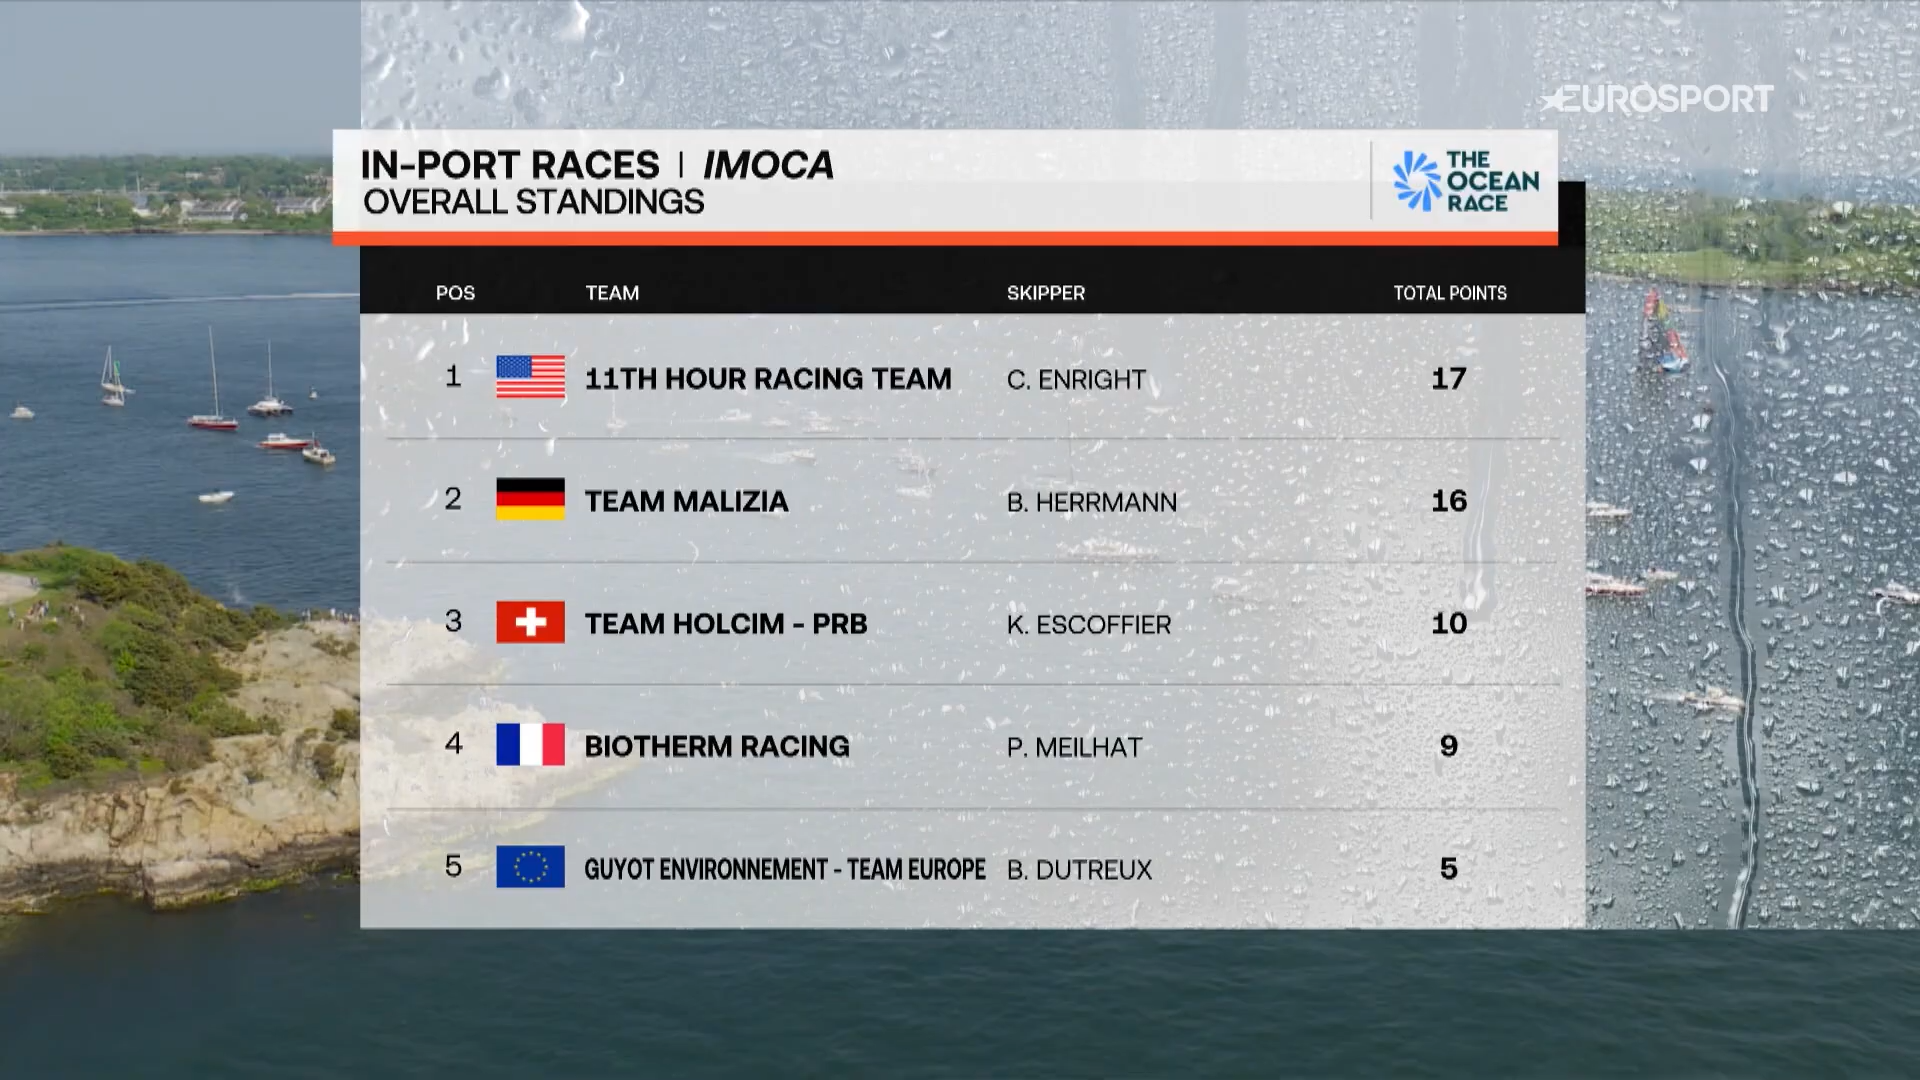 EUROSPORT
IN-PORT RACES | IMOCA
OVERALL STANDINGS
THE
OCEAN
RACE
POS TEAM SKIPPER TOTAL POINTS
1 11TH HOUR RACING TEAM C. ENRIGHT 17
2 TEAM MALIZIA B. HERRMANN 16
3 TEAM HOLCIM - PRB K. ESCOFFIER 10
4 BIOTHERM RACING P. MEILHAT 9
5 GUYOT ENVIRONNEMENT - TEAM EUROPE B. DUTREUX 5